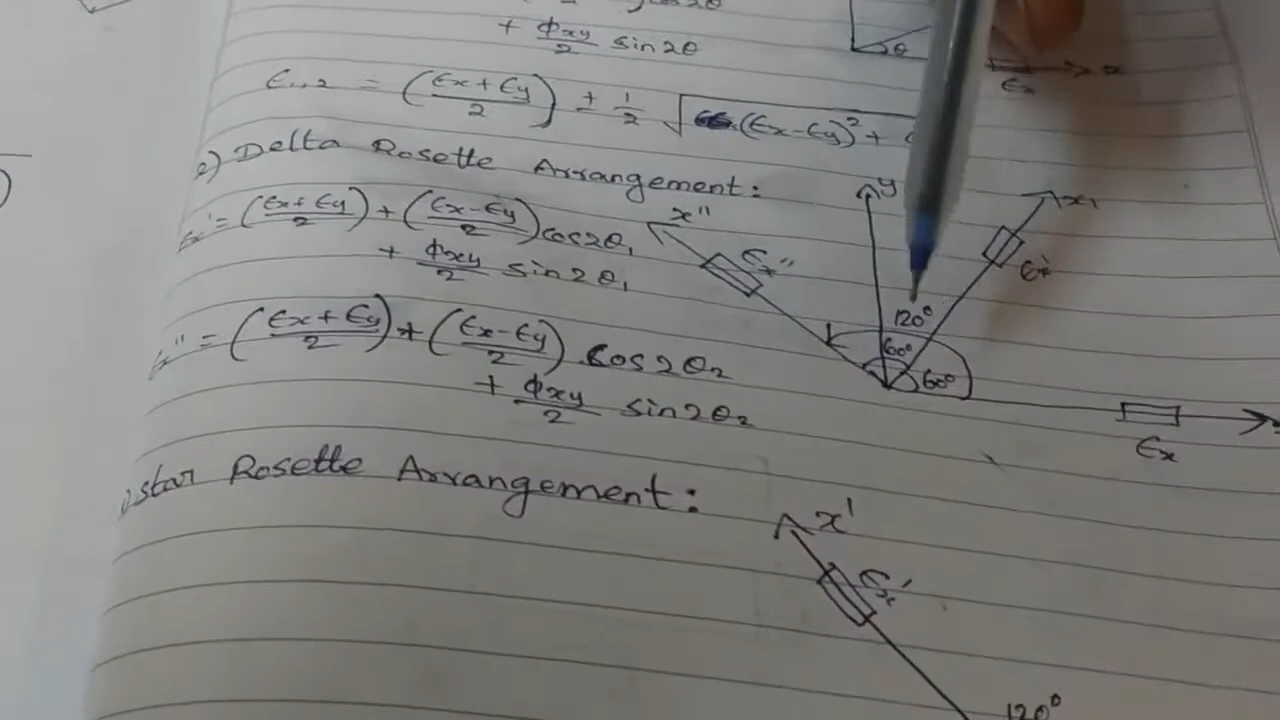 + ϕxy/2 sin2θ
θ
x
ϵ₁,₂ = (ϵx+ϵy/2) ± 1/2 √(ϵx-ϵy)² +
2) Delta Rosette Arrangement:
ϵx' = (ϵx+ϵy/2) + (ϵx-ϵy/2) cos2θ₁
+ ϕxy/2 sin2θ₁
ϵx'' = (ϵx+ϵy/2) + (ϵx-ϵy/2) cos2θ₂
+ ϕxy/2 sin2θ₂
y
x''
ϵx''
x₁
ϵx'
120°
60°
60°
ϵx
star Rosette Arrangement:
x'
ϵx'
120°